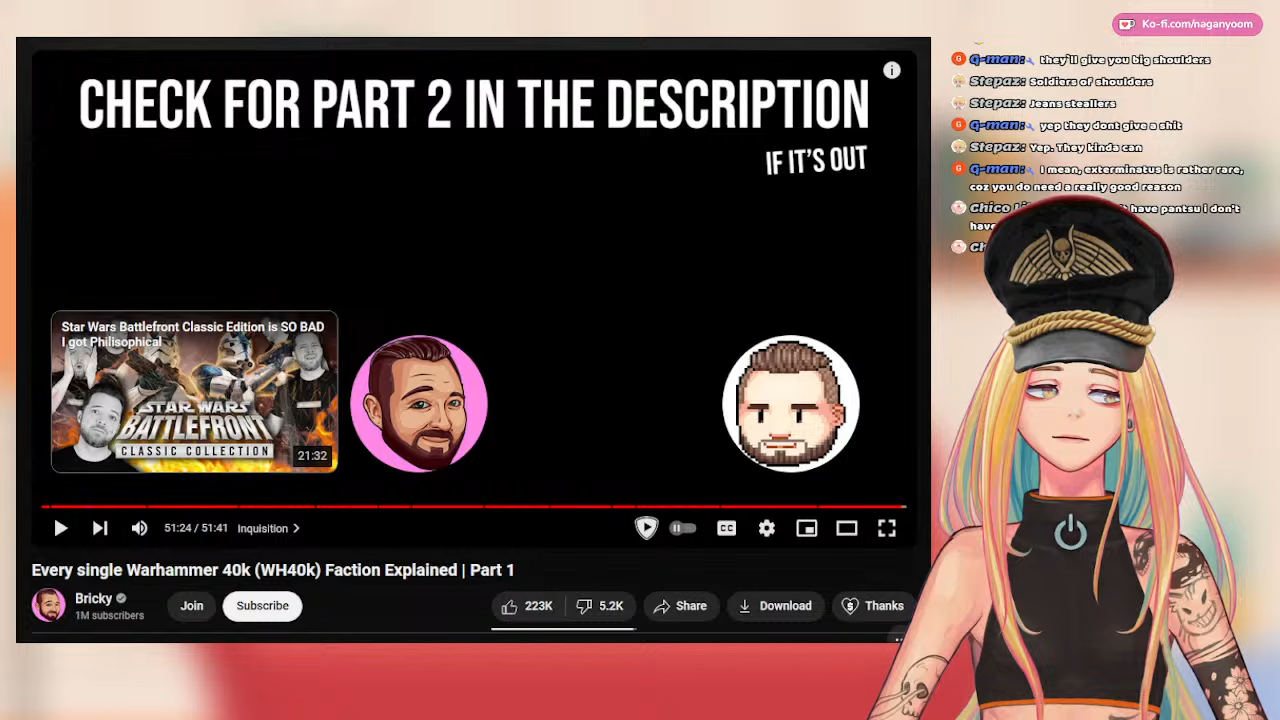 Ko-fi.com/naganyoom
CHECK FOR PART 2 IN THE DESCRIPTION
IF IT'S OUT
Star Wars Battlefront Classic Edition is SO BAD
I got Philisophical
STAR WARS
BATTLEFRONT
CLASSIC COLLECTION
21:32
51:24 / 51:41 Inquisition
CC
Every single Warhammer 40k (WH40k) Faction Explained | Part 1
Bricky
1M subscribers
Join
Subscribe
223K
5.2K
Share
Download
Thanks
G-man: they'll give you big shoulders
Stepaz: Soldiers of shoulders
Stepaz: Jeans steallers
G-man: yep they dont give a shit
Stepaz: Yep. They kinda can
G-man: I mean, exterminatus is rather rare,
coz you do need a really good reason
Chico have pantsu i don't
have
Ch